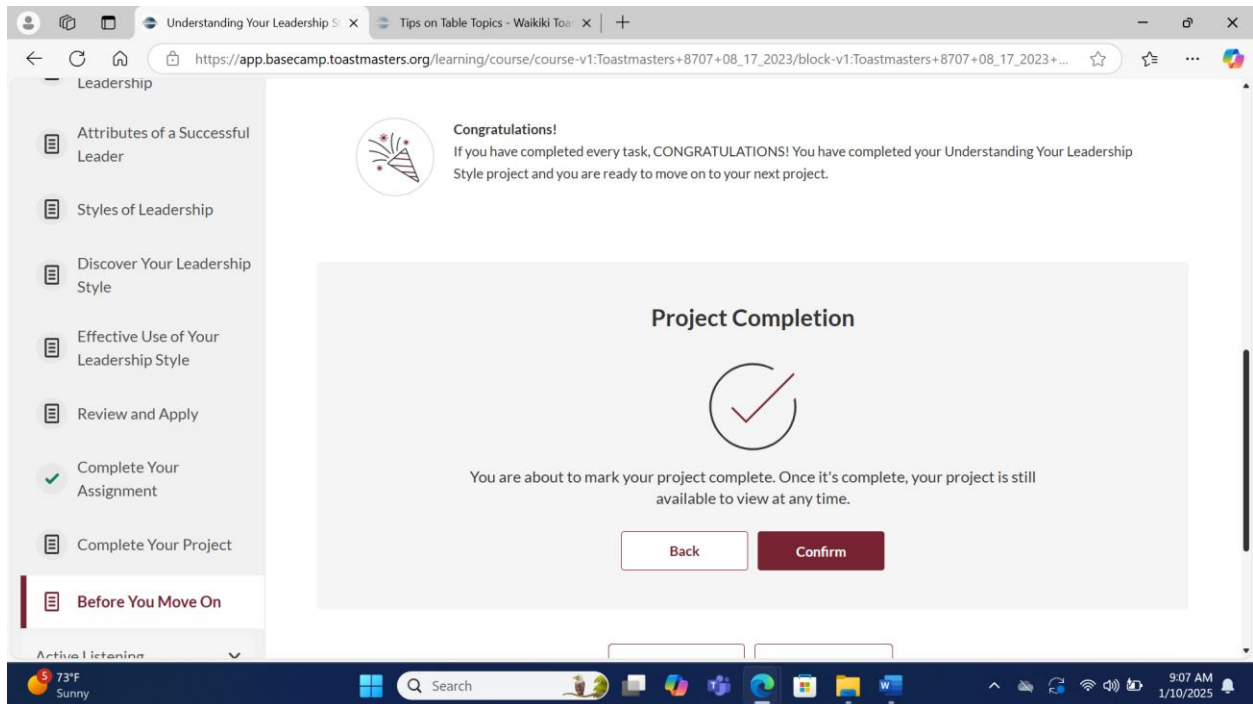 Understanding Your Leadership S
Tips on Table Topics - Waikiki Toa
https://app.basecamp.toastmasters.org/learning/course/course-v1:Toastmasters+8707+08_17_2023/block-v1:Toastmasters+8707+08_17_2023+...
Leadership
Attributes of a Successful
Leader
Styles of Leadership
Discover Your Leadership
Style
Effective Use of Your
Leadership Style
Review and Apply
Complete Your
Assignment
Complete Your Project
Before You Move On
Active Listening
Congratulations!
If you have completed every task, CONGRATULATIONS! You have completed your Understanding Your Leadership
Style project and you are ready to move on to your next project.
Project Completion
You are about to mark your project complete. Once it's complete, your project is still
available to view at any time.
Back
Confirm
5
73°F
Sunny
Search
W
9:07 AM
1/10/2025